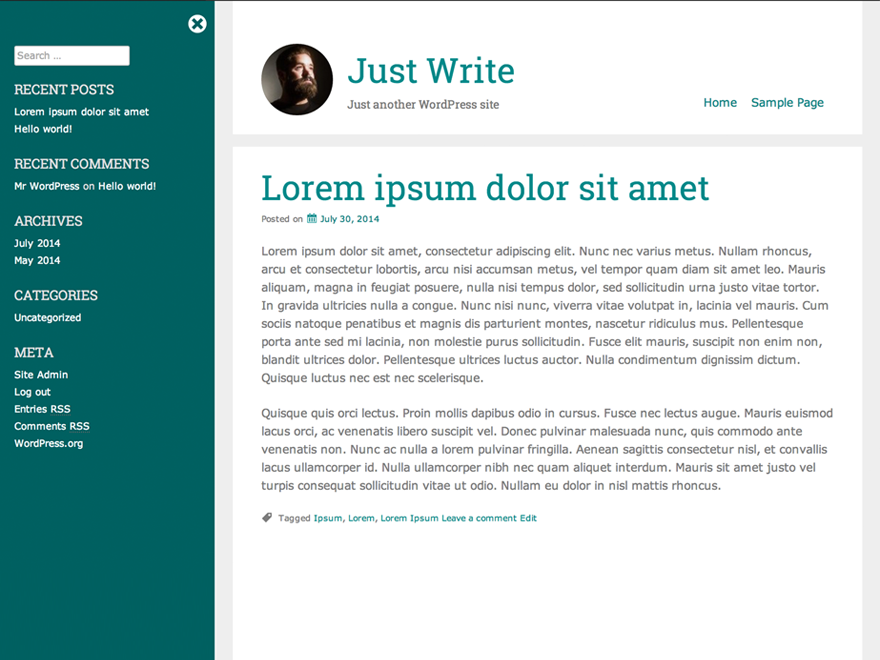 Search ...
RECENT POSTS
Lorem ipsum dolor sit amet
Hello world!
RECENT COMMENTS
Mr WordPress on Hello world!
ARCHIVES
July 2014
May 2014
CATEGORIES
Uncategorized
META
Site Admin
Log out
Entries RSS
Comments RSS
WordPress.org
Just Write
Just another WordPress site
Home Sample Page
Lorem ipsum dolor sit amet
Posted on July 30, 2014
Lorem ipsum dolor sit amet, consectetur adipiscing elit. Nunc nec varius metus. Nullam rhoncus,
arcu et consectetur lobortis, arcu nisi accumsan metus, vel tempor quam diam sit amet leo. Mauris
aliquam, magna in feugiat posuere, nulla nisi tempus dolor, sed sollicitudin urna justo vitae tortor.
In gravida ultricies nulla a congue. Nunc nisi nunc, viverra vitae volutpat in, lacinia vel mauris. Cum
sociis natoque penatibus et magnis dis parturient montes, nascetur ridiculus mus. Pellentesque
porta ante sed mi lacinia, non molestie purus sollicitudin. Fusce elit mauris, suscipit non enim non,
blandit ultrices dolor. Pellentesque ultrices luctus auctor. Nulla condimentum dignissim dictum.
Quisque luctus nec est nec scelerisque.
Quisque quis orci lectus. Proin mollis dapibus odio in cursus. Fusce nec lectus augue. Mauris euismod
lacus orci, ac venenatis libero suscipit vel. Donec pulvinar malesuada nunc, quis commodo ante
venenatis non. Nunc ac nulla a lorem pulvinar fringilla. Aenean sagittis consectetur nisl, et convallis
lacus ullamcorper id. Nulla ullamcorper nibh nec quam aliquet interdum. Mauris sit amet justo vel
turpis consequat sollicitudin vitae ut odio. Nullam eu dolor in nisl mattis rhoncus.
Tagged Ipsum, Lorem, Lorem Ipsum Leave a comment Edit